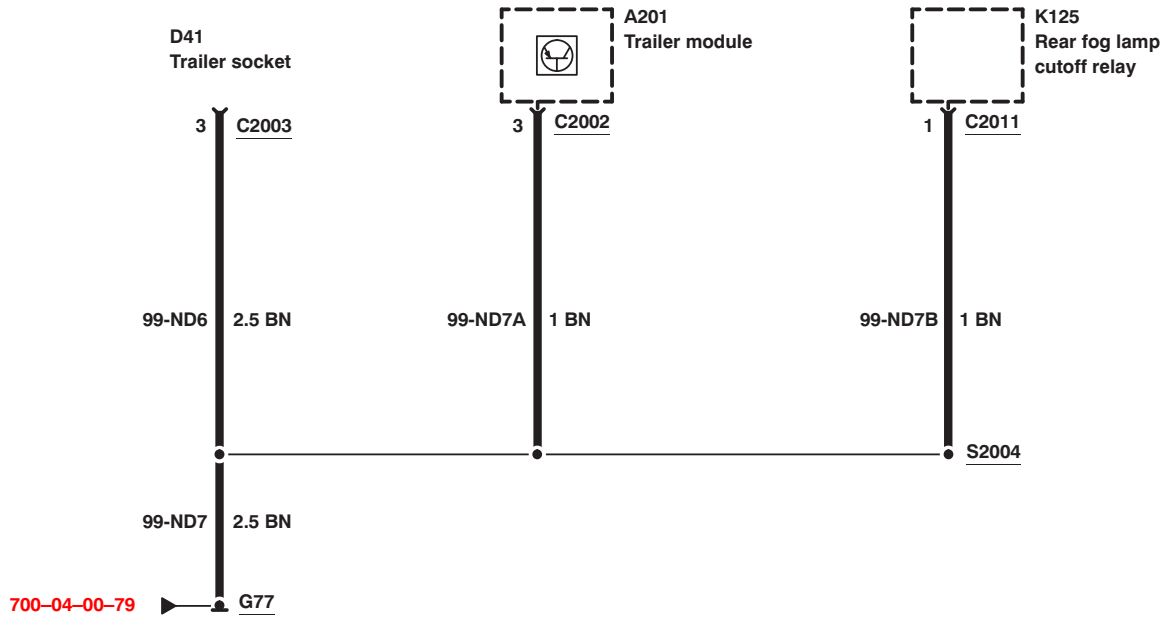 D41
Trailer socket
A201
Trailer module
K125
Rear fog lamp
cutoff relay
3 C2003
3 C2002
1 C2011
99-ND6 2.5 BN
99-ND7A 1 BN
99-ND7B 1 BN
S2004
99-ND7 2.5 BN
700–04–00–79 G77